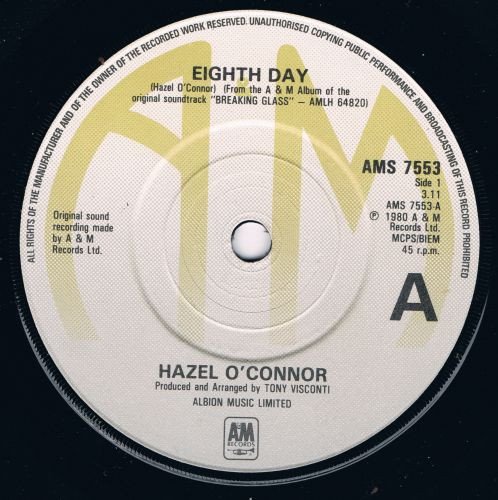 ALL RIGHTS OF THE MANUFACTURER AND OF THE OWNER OF THE RECORDED WORK RESERVED. UNAUTHORISED COPYING PUBLIC PERFORMANCE AND BROADCASTING OF THIS RECORD PROHIBITED
EIGHTH DAY
(Hazel O'Connor) (From the A & M Album of the
original soundtrack "BREAKING GLASS" – AMLH 64820)
AMS 7553
Side 1
3.11
AMS 7553-A
℗ 1980 A & M
Records Ltd.
MCPS/BIEM
45 r.p.m.
Original sound
recording made
by A & M
Records Ltd.
A
HAZEL O'CONNOR
Produced and Arranged by TONY VISCONTI
ALBION MUSIC LIMITED
AM
RECORDS